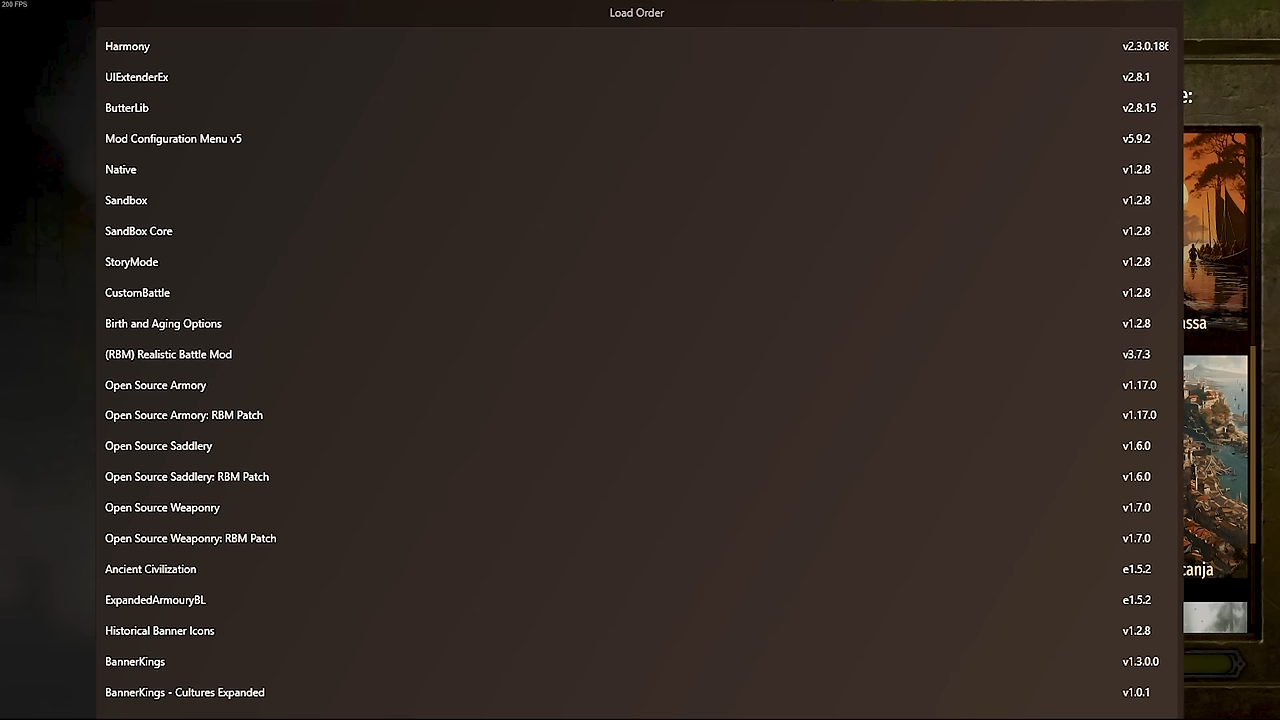 200 FPS
Load Order
Harmony v2.3.0.186
UIExtenderEx v2.8.1
ButterLib v2.8.15
Mod Configuration Menu v5 v5.9.2
Native v1.2.8
Sandbox v1.2.8
SandBox Core v1.2.8
StoryMode v1.2.8
CustomBattle v1.2.8
Birth and Aging Options v1.2.8
(RBM) Realistic Battle Mod v3.7.3
Open Source Armory v1.17.0
Open Source Armory: RBM Patch v1.17.0
Open Source Saddlery v1.6.0
Open Source Saddlery: RBM Patch v1.6.0
Open Source Weaponry v1.7.0
Open Source Weaponry: RBM Patch v1.7.0
Ancient Civilization e1.5.2
ExpandedArmouryBL e1.5.2
Historical Banner Icons v1.2.8
BannerKings v1.3.0.0
BannerKings - Cultures Expanded v1.0.1
e:
assa
canja